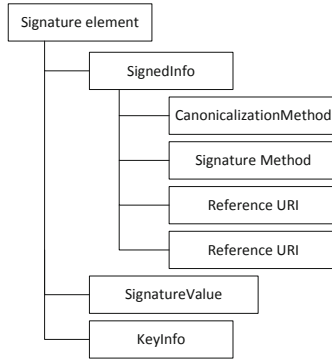 Signature element
SignedInfo
CanonicalizationMethod
Signature Method
Reference URI
Reference URI
SignatureValue
KeyInfo